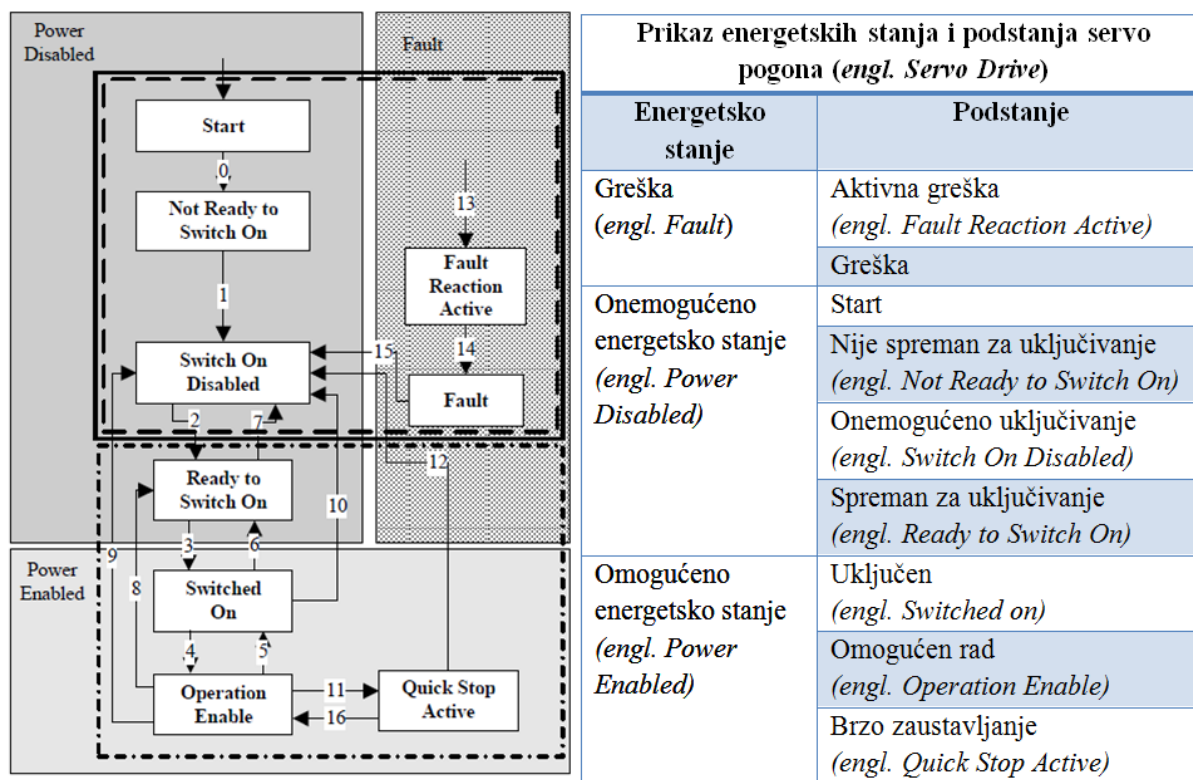 Power
Disabled
Fault
Start
0
Not Ready to
Switch On
13
Fault
Reaction
Active
1
Switch On
Disabled
15
14
Fault
2
7
12
Ready to
Switch On
10
3
6
9
8
Power
Enabled
Switched
On
4
5
Operation
Enable
11
16
Quick Stop
Active
Prikaz energetskih stanja i podstanja servo
pogona (engl. Servo Drive)
Energetsko
stanje
Podstanje
Greška
(engl. Fault)
Aktivna greška
(engl. Fault Reaction Active)
Greška
Onemogućeno
energetsko stanje
(engl. Power
Disabled)
Start
Nije spreman za uključivanje
(engl. Not Ready to Switch On)
Onemogućeno uključivanje
(engl. Switch On Disabled)
Spreman za uključivanje
(engl. Ready to Switch On)
Omogućeno
energetsko stanje
(engl. Power
Enabled)
Uključen
(engl. Switched on)
Omogućen rad
(engl. Operation Enable)
Brzo zaustavljanje
(engl. Quick Stop Active)